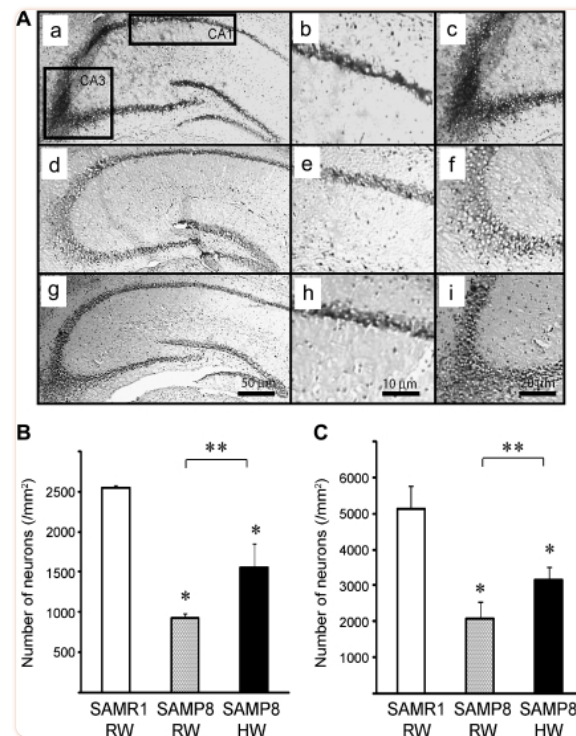 A
a
CA1
CA3
b
c
d
e
f
g
50 μm
h
10 μm
i
20 μm
B
Number of neurons (/mm²)
2500
1500
1000
500
**
*
*
SAMR1 RW
SAMP8 RW
SAMP8 HW
C
Number of neurons (/mm²)
6000
5000
4000
3000
2000
1000
**
*
*
SAMR1 RW
SAMP8 RW
SAMP8 HW